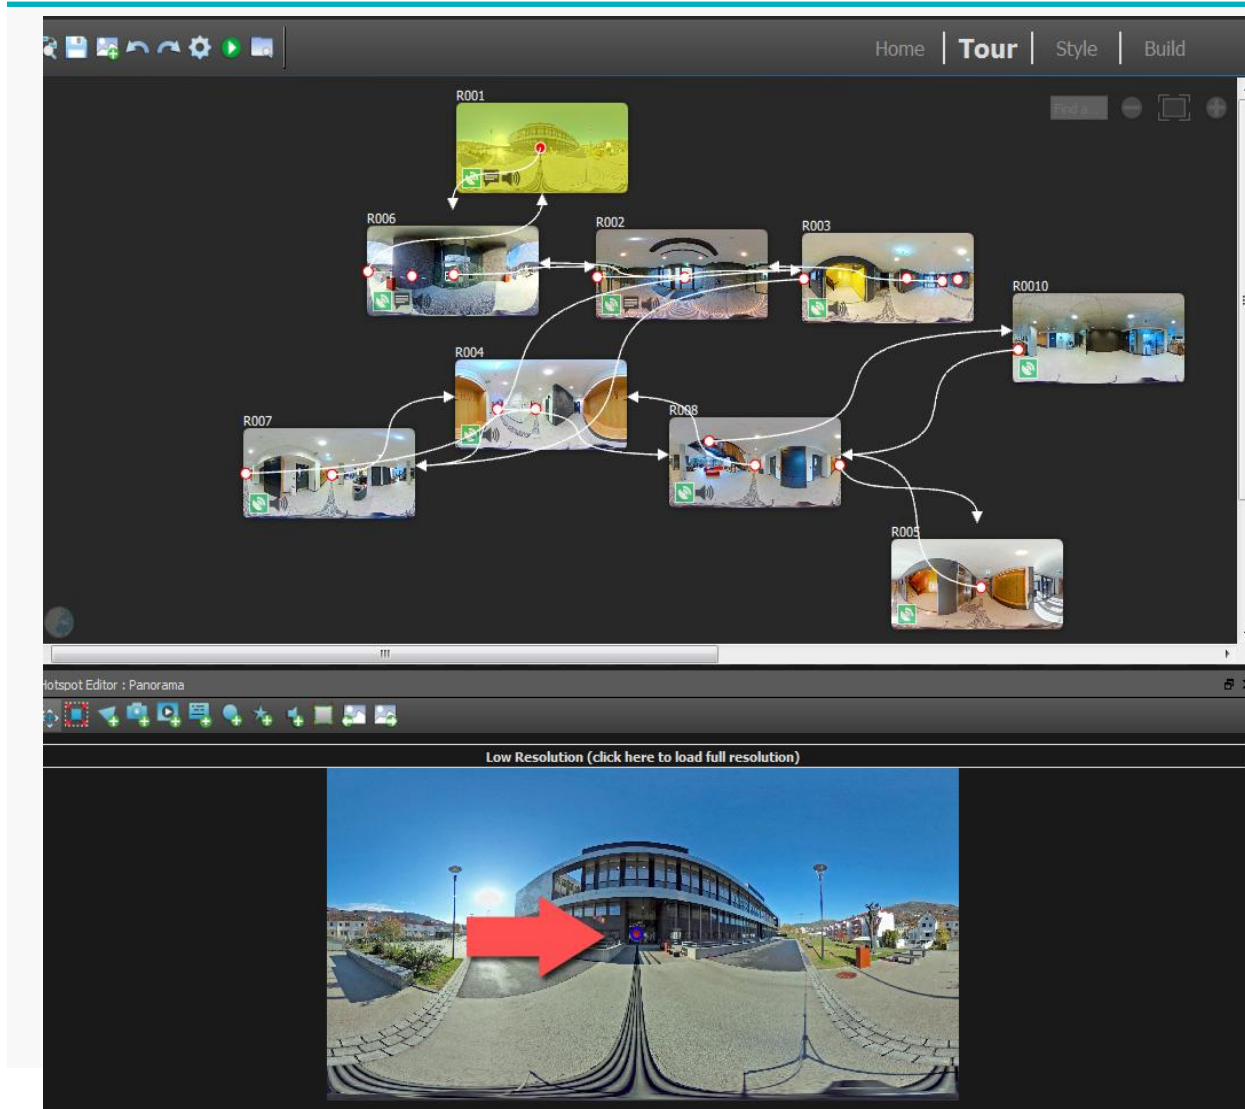 Home
Tour
Style
Build
Find a
R001
R006
R002
R003
R0010
R004
R007
R008
R005
Hotspot Editor : Panorama
Low Resolution (click here to load full resolution)